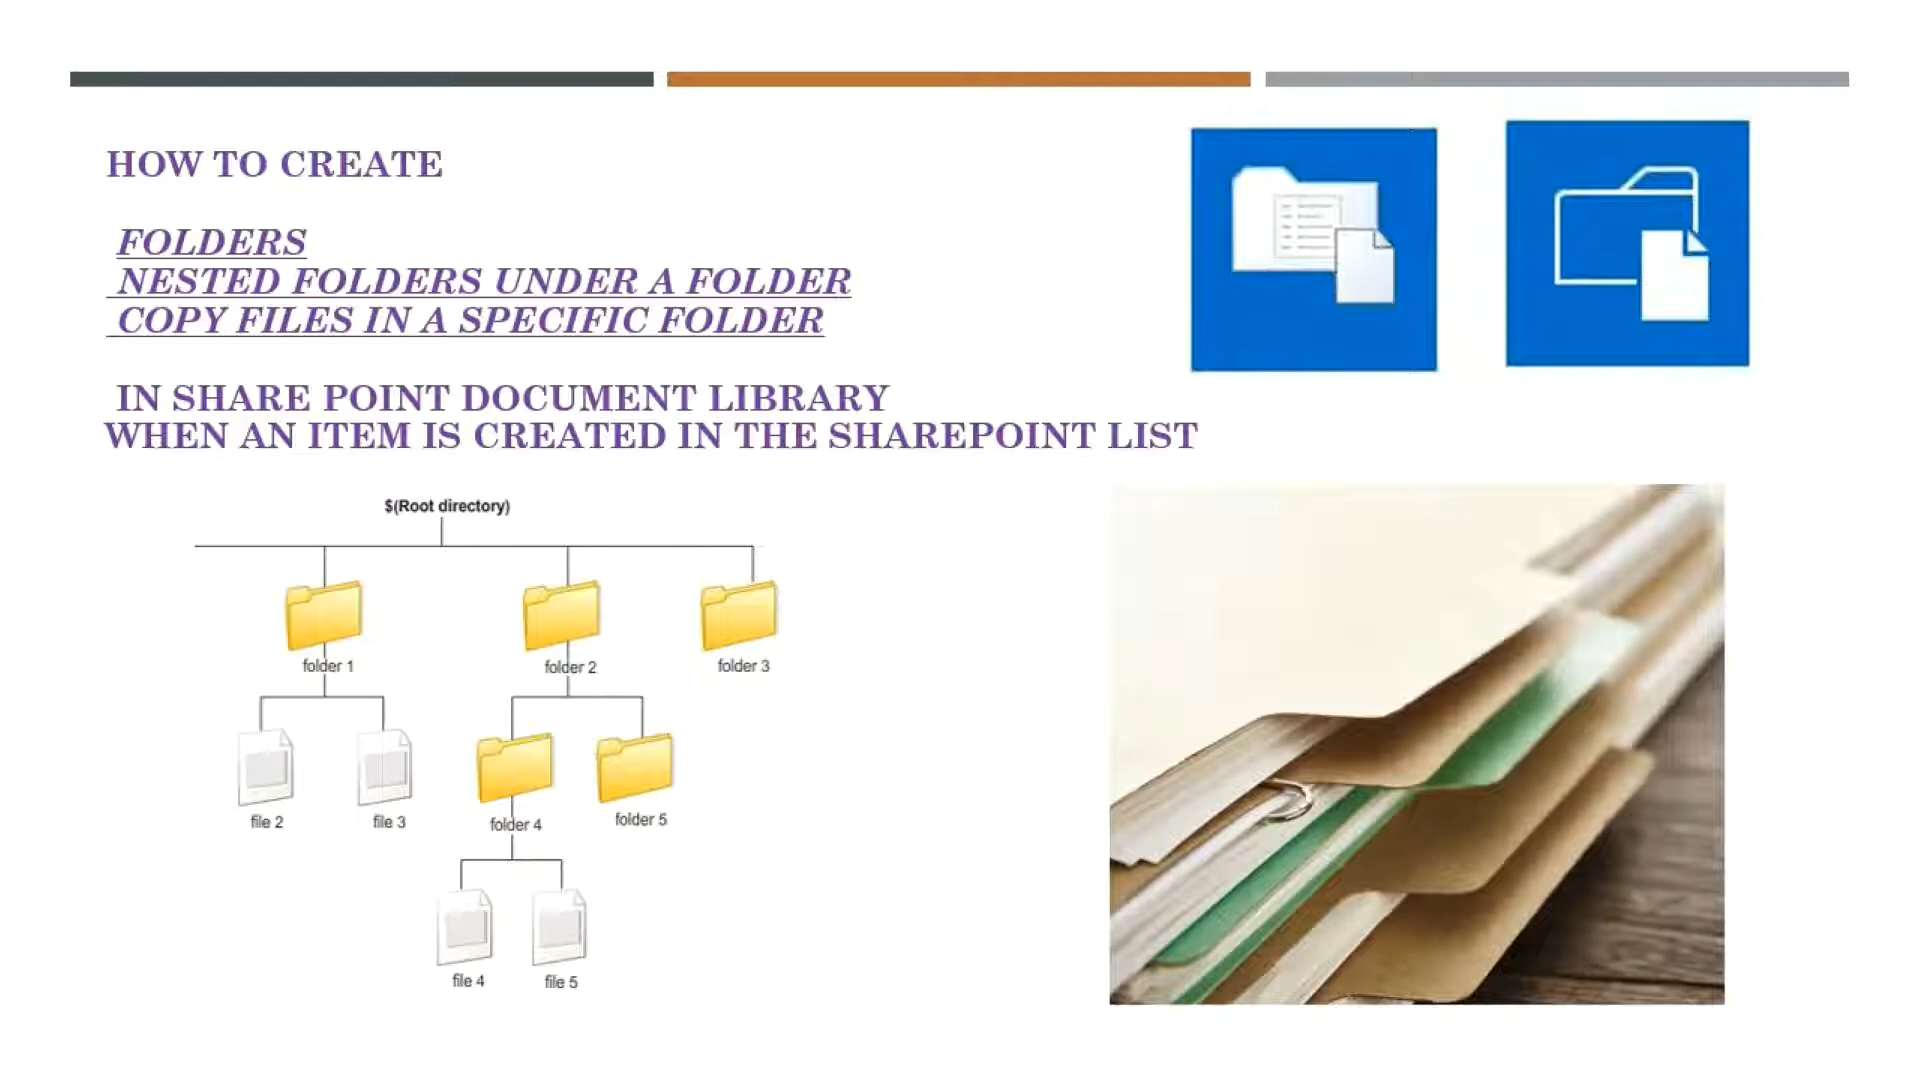 HOW TO CREATE
FOLDERS
NESTED FOLDERS UNDER A FOLDER
COPY FILES IN A SPECIFIC FOLDER
IN SHARE POINT DOCUMENT LIBRARY
WHEN AN ITEM IS CREATED IN THE SHAREPOINT LIST
$(Root directory)
folder 1
folder 2
folder 3
file 2
file 3
folder 4
folder 5
file 4
file 5